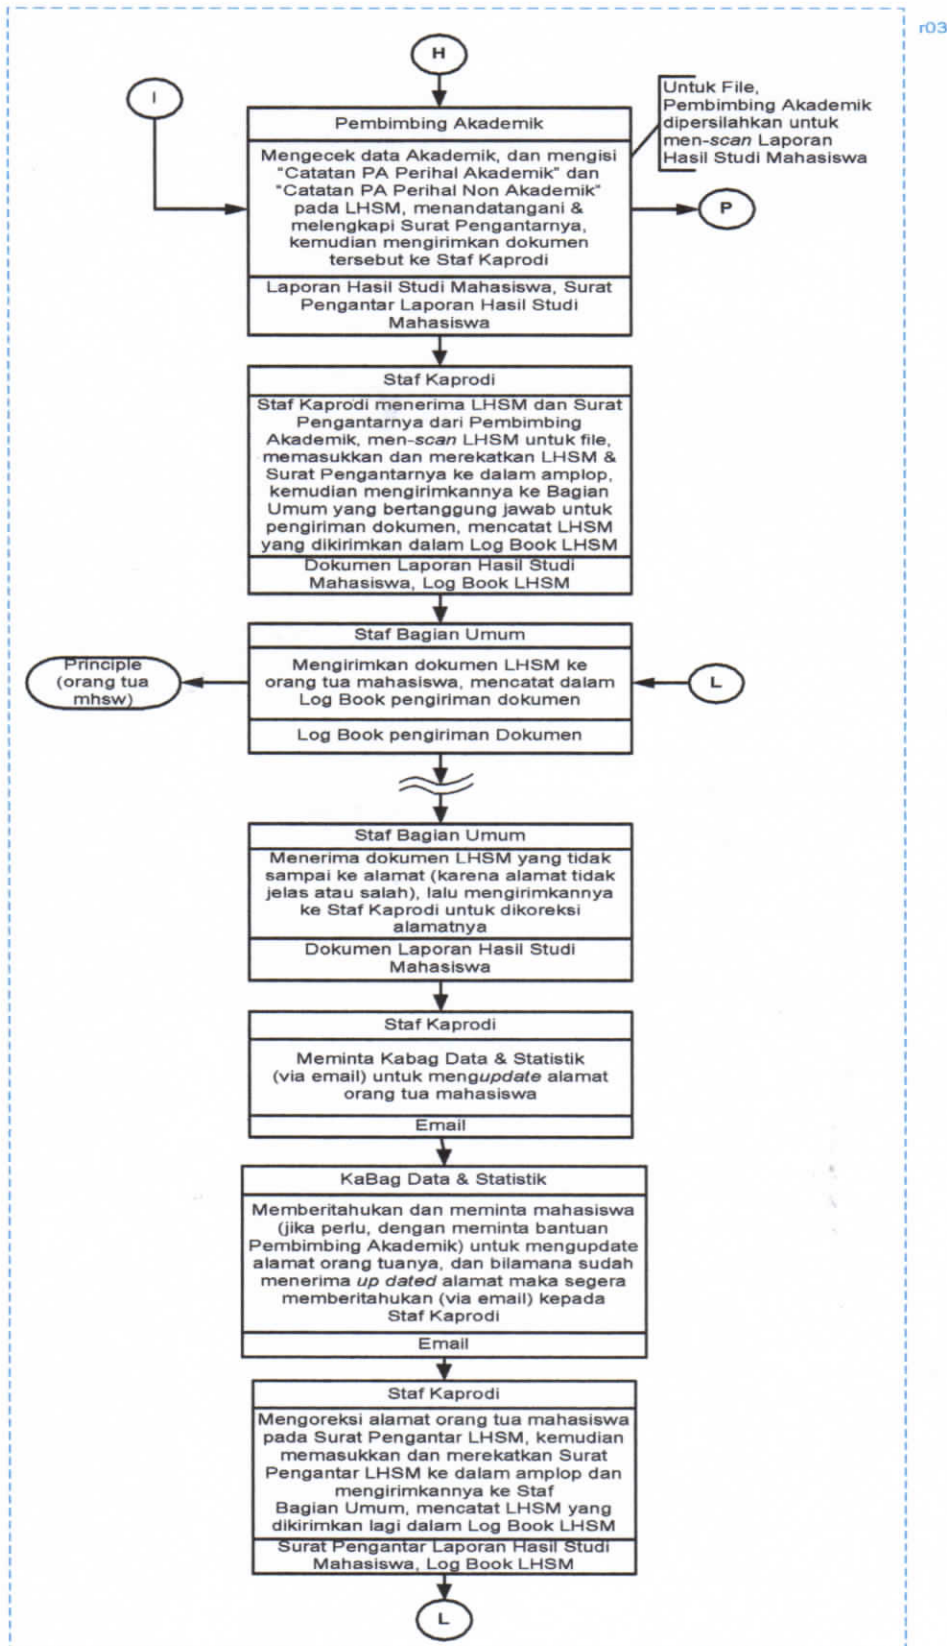 r03
H
I
Untuk File,
Pembimbing Akademik
dipersilahkan untuk
men-scan Laporan
Hasil Studi Mahasiswa
Pembimbing Akademik
Mengecek data Akademik, dan mengisi
"Catatan PA Perihal Akademik" dan
"Catatan PA Perihal Non Akademik"
pada LHSM, menandatangani &
melengkapi Surat Pengantarnya,
kemudian mengirimkan dokumen
tersebut ke Staf Kaprodi
P
Laporan Hasil Studi Mahasiswa, Surat
Pengantar Laporan Hasil Studi
Mahasiswa
Staf Kaprodi
Staf Kaprodi menerima LHSM dan Surat
Pengantarnya dari Pembimbing
Akademik, men-scan LHSM untuk file,
memasukkan dan merekatkan LHSM &
Surat Pengantarnya ke dalam amplop,
kemudian mengirimkannya ke Bagian
Umum yang bertanggung jawab untuk
pengiriman dokumen, mencatat LHSM
yang dikirimkan dalam Log Book LHSM
Dokumen Laporan Hasil Studi
Mahasiswa, Log Book LHSM
Staf Bagian Umum
Mengirimkan dokumen LHSM ke
orang tua mahasiswa, mencatat dalam
Log Book pengiriman dokumen
Principle
(orang tua
mhsw)
L
Log Book pengiriman Dokumen
Staf Bagian Umum
Menerima dokumen LHSM yang tidak
sampai ke alamat (karena alamat tidak
jelas atau salah), lalu mengirimkannya
ke Staf Kaprodi untuk dikoreksi
alamatnya
Dokumen Laporan Hasil Studi
Mahasiswa
Staf Kaprodi
Meminta Kabag Data & Statistik
(via email) untuk mengupdate alamat
orang tua mahasiswa
Email
KaBag Data & Statistik
Memberitahukan dan meminta mahasiswa
(jika perlu, dengan meminta bantuan
Pembimbing Akademik) untuk mengupdate
alamat orang tuanya, dan bilamana sudah
menerima up dated alamat maka segera
memberitahukan (via email) kepada
Staf Kaprodi
Email
Staf Kaprodi
Mengoreksi alamat orang tua mahasiswa
pada Surat Pengantar LHSM, kemudian
memasukkan dan merekatkan Surat
Pengantar LHSM ke dalam amplop dan
mengirimkannya ke Staf
Bagian Umum, mencatat LHSM yang
dikirimkan lagi dalam Log Book LHSM
Surat Pengantar Laporan Hasil Studi
Mahasiswa, Log Book LHSM
L